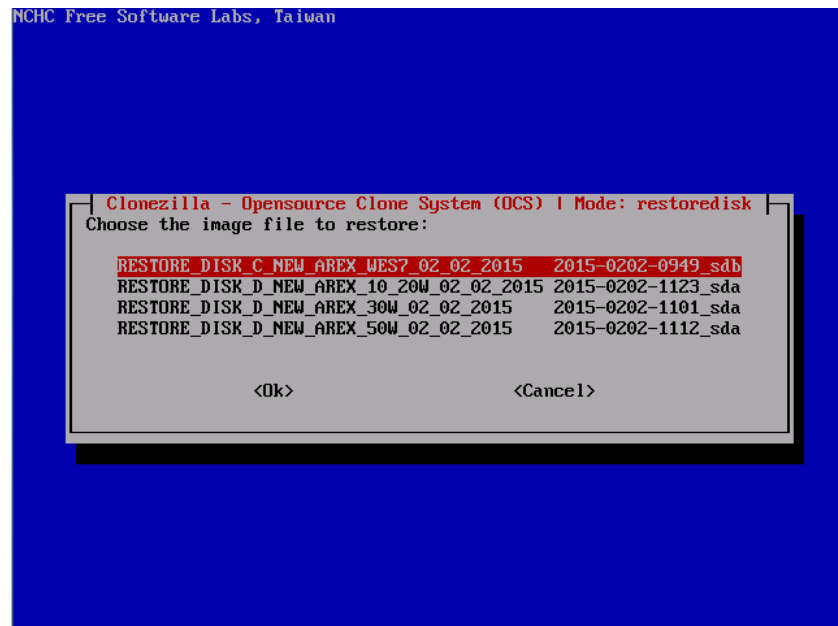 NCHC Free Software Labs, Taiwan
Clonezilla - Opensource Clone System (OCS) | Mode: restoredisk
Choose the image file to restore:
RESTORE_DISK_C_NEW_AREX_WES7_02_02_2015 2015-0202-0949_sdb
RESTORE_DISK_D_NEW_AREX_10_20W_02_02_2015 2015-0202-1123_sda
RESTORE_DISK_D_NEW_AREX_30W_02_02_2015 2015-0202-1101_sda
RESTORE_DISK_D_NEW_AREX_50W_02_02_2015 2015-0202-1112_sda
<Ok> <Cancel>